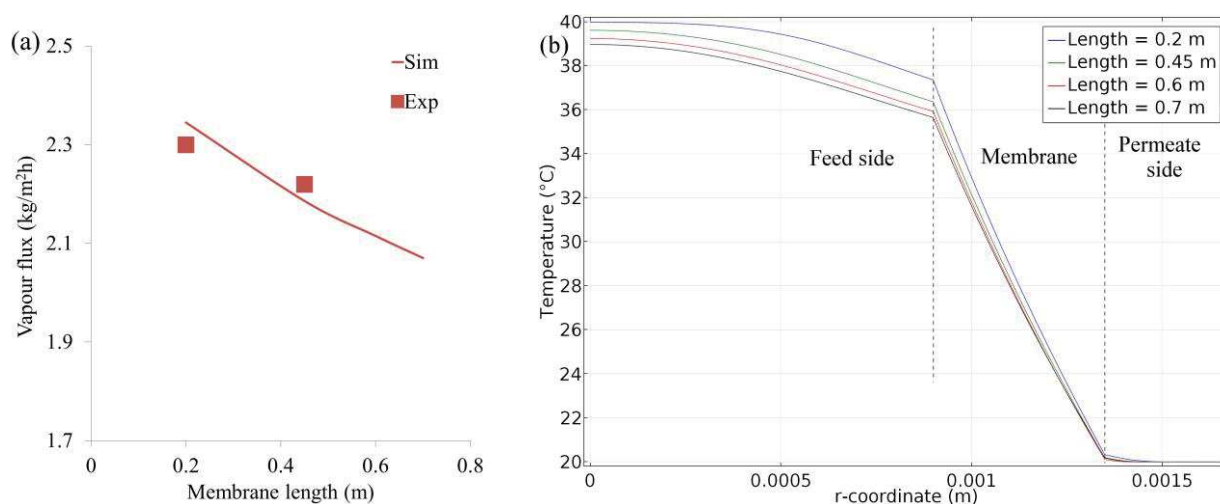 (a)
2.5
2.3
2.1
1.9
1.7
Vapour flux (kg/m²h)
Sim
Exp
0
0.2
0.4
0.6
0.8
Membrane length (m)
(b)
40
38
36
34
32
30
28
26
24
22
20
Temperature (°C)
Length = 0.2 m
Length = 0.45 m
Length = 0.6 m
Length = 0.7 m
Feed side
Membrane
Permeate
side
0
0.0005
0.001
0.0015
r-coordinate (m)